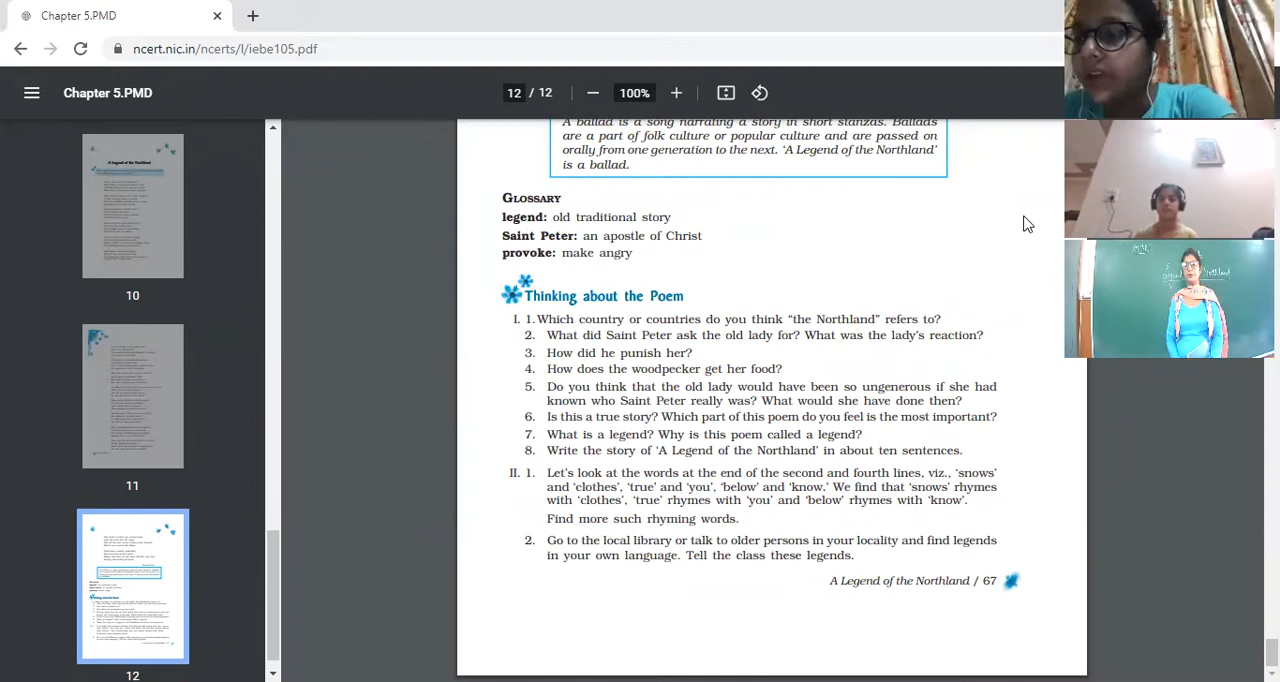 Chapter 5.PMD
ncert.nic.in/ncerts/l/iebe105.pdf
Chapter 5.PMD
12 / 12
100%
A ballad is a song narrating a story in short stanzas. Ballads
are a part of folk culture or popular culture and are passed on
orally from one generation to the next. ‘A Legend of the Northland’
is a ballad.
GLOSSARY
legend: old traditional story
Saint Peter: an apostle of Christ
provoke: make angry
Thinking about the Poem
I. 1. Which country or countries do you think “the Northland” refers to?
2. What did Saint Peter ask the old lady for? What was the lady’s reaction?
3. How did he punish her?
4. How does the woodpecker get her food?
5. Do you think that the old lady would have been so ungenerous if she had
known who Saint Peter really was? What would she have done then?
6. Is this a true story? Which part of this poem do you feel is the most important?
7. What is a legend? Why is this poem called a legend?
8. Write the story of ‘A Legend of the Northland’ in about ten sentences.
II. 1. Let’s look at the words at the end of the second and fourth lines, viz., ‘snows’
and ‘clothes’, ‘true’ and ‘you’, ‘below’ and ‘know.’ We find that ‘snows’ rhymes
with ‘clothes’, ‘true’ rhymes with ‘you’ and ‘below’ rhymes with ‘know’.
Find more such rhyming words.
2. Go to the local library or talk to older persons in your locality and find legends
in your own language. Tell the class these legends.
A Legend of the Northland / 67
A Legend of the Northland
10
11
12